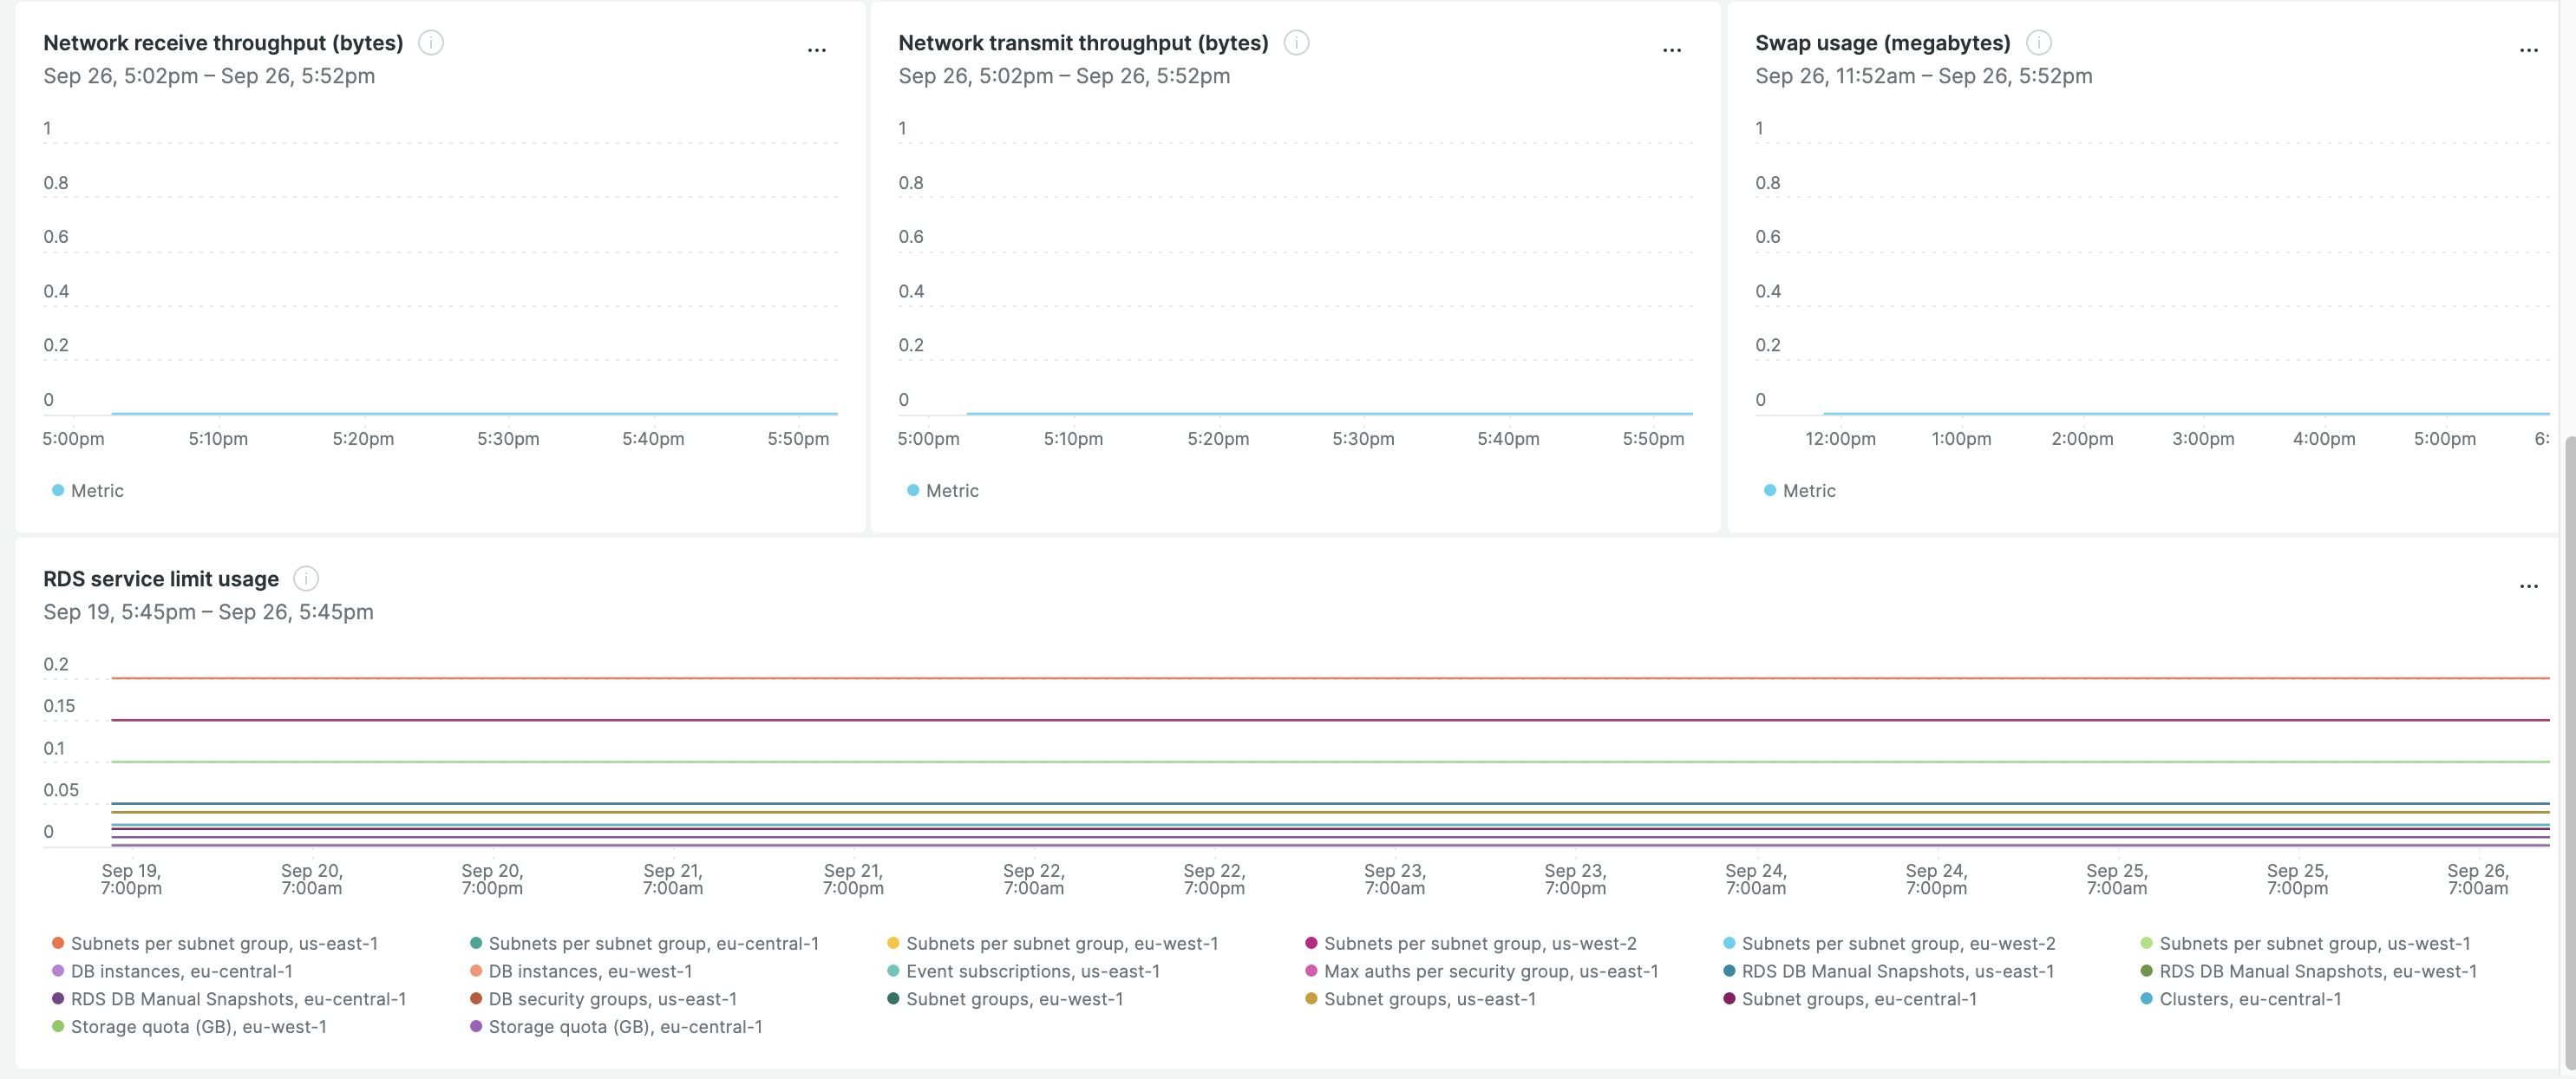 Network receive throughput (bytes)
...
Sep 26, 5:02pm – Sep 26, 5:52pm
1
0.8
0.6
0.4
0.2
0
5:00pm 5:10pm 5:20pm 5:30pm 5:40pm 5:50pm
Metric
Network transmit throughput (bytes)
...
Sep 26, 5:02pm – Sep 26, 5:52pm
1
0.8
0.6
0.4
0.2
0
5:00pm 5:10pm 5:20pm 5:30pm 5:40pm 5:50pm
Metric
Swap usage (megabytes)
...
Sep 26, 11:52am – Sep 26, 5:52pm
1
0.8
0.6
0.4
0.2
0
12:00pm 1:00pm 2:00pm 3:00pm 4:00pm 5:00pm 6:
Metric
RDS service limit usage
...
Sep 19, 5:45pm – Sep 26, 5:45pm
0.2
0.15
0.1
0.05
0
Sep 19, Sep 20, Sep 20, Sep 21, Sep 21, Sep 22, Sep 22, Sep 23, Sep 23, Sep 24, Sep 24, Sep 25, Sep 25, Sep 26,
7:00pm 7:00am 7:00pm 7:00am 7:00pm 7:00am 7:00pm 7:00am 7:00pm 7:00am 7:00pm 7:00am 7:00pm 7:00am
Subnets per subnet group, us-east-1 Subnets per subnet group, eu-central-1 Subnets per subnet group, eu-west-1 Subnets per subnet group, us-west-2 Subnets per subnet group, eu-west-2 Subnets per subnet group, us-west-1
DB instances, eu-central-1 DB instances, eu-west-1 Event subscriptions, us-east-1 Max auths per security group, us-east-1 RDS DB Manual Snapshots, us-east-1 RDS DB Manual Snapshots, eu-west-1
RDS DB Manual Snapshots, eu-central-1 DB security groups, us-east-1 Subnet groups, eu-west-1 Subnet groups, us-east-1 Subnet groups, eu-central-1 Clusters, eu-central-1
Storage quota (GB), eu-west-1 Storage quota (GB), eu-central-1